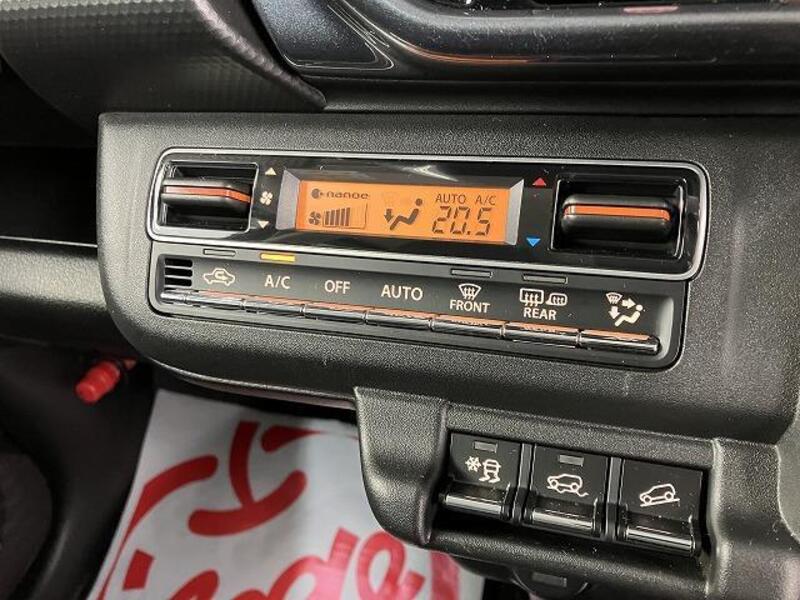 nanoe
AUTO A/C
20.5
A/C
OFF
AUTO
FRONT
REAR